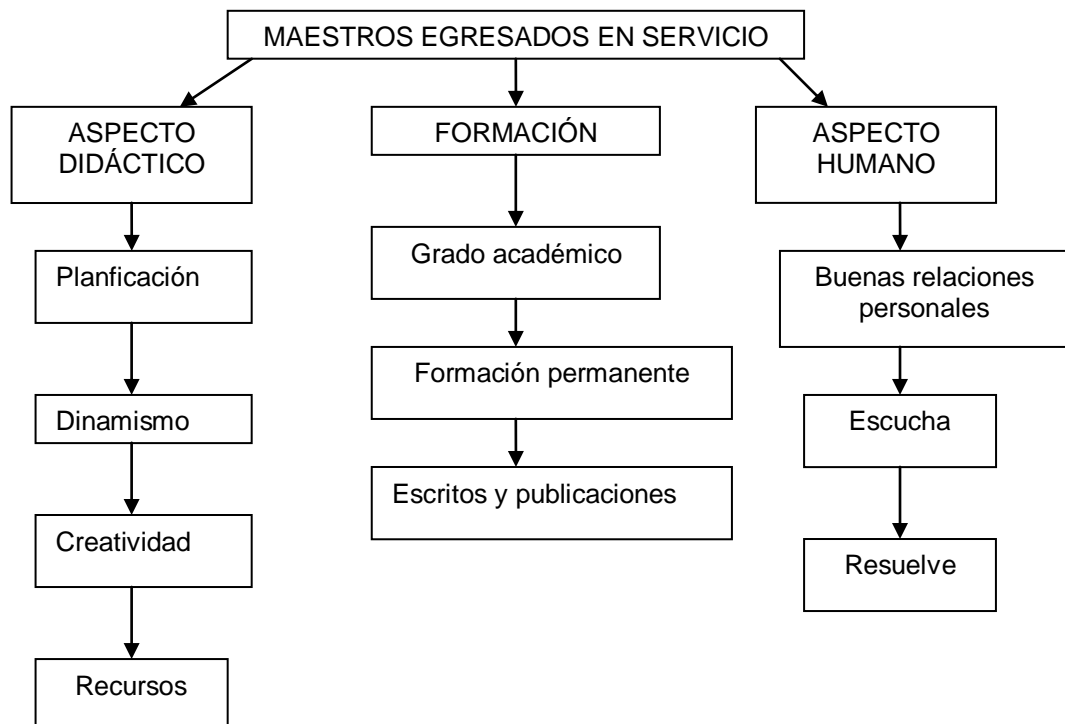 MAESTROS EGRESADOS EN SERVICIO
ASPECTO
DIDÁCTICO
FORMACIÓN
ASPECTO
HUMANO
Planficación
Grado académico
Buenas relaciones
personales
Dinamismo
Formación permanente
Escucha
Creatividad
Escritos y publicaciones
Resuelve
Recursos